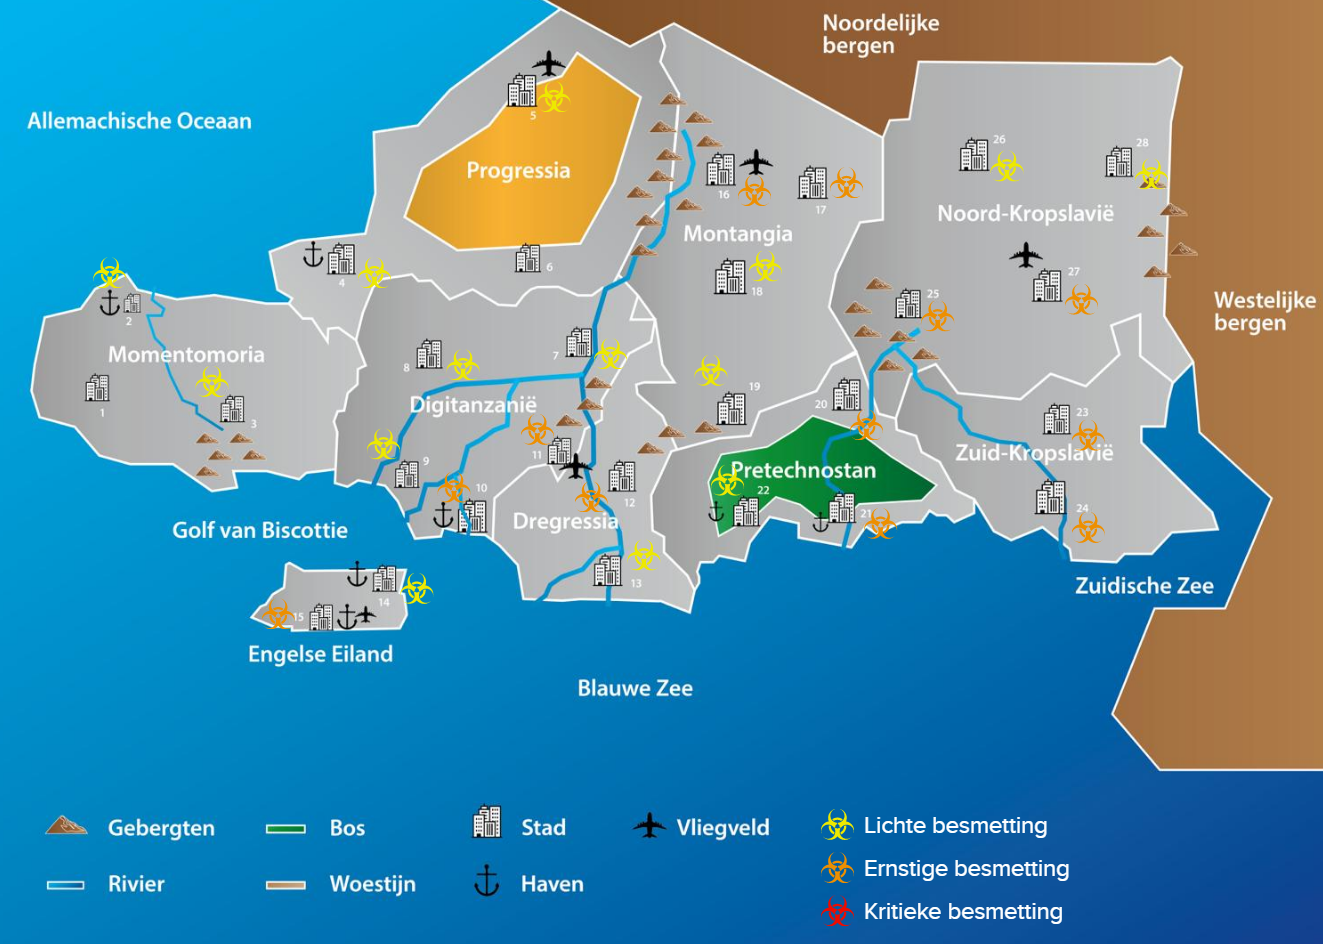 Noordelijke
bergen
Allemachische Oceaan
5
Progressia
26
28
16
17
Noord-Kropslavië
Montangia
4
6
18
27
Westelijke
bergen
2
25
Momentomoria
7
8
1
3
Digitanzanië
19
20
23
11
Zuid-Kropslavië
9
Pretechnostan
10
12
22
24
21
Dregressia
Golf van Biscottie
13
Zuidische Zee
14
15
Engelse Eiland
Blauwe Zee
Gebergten
Bos
Stad
Vliegveld
Lichte besmetting
Rivier
Woestijn
Haven
Ernstige besmetting
Kritieke besmetting